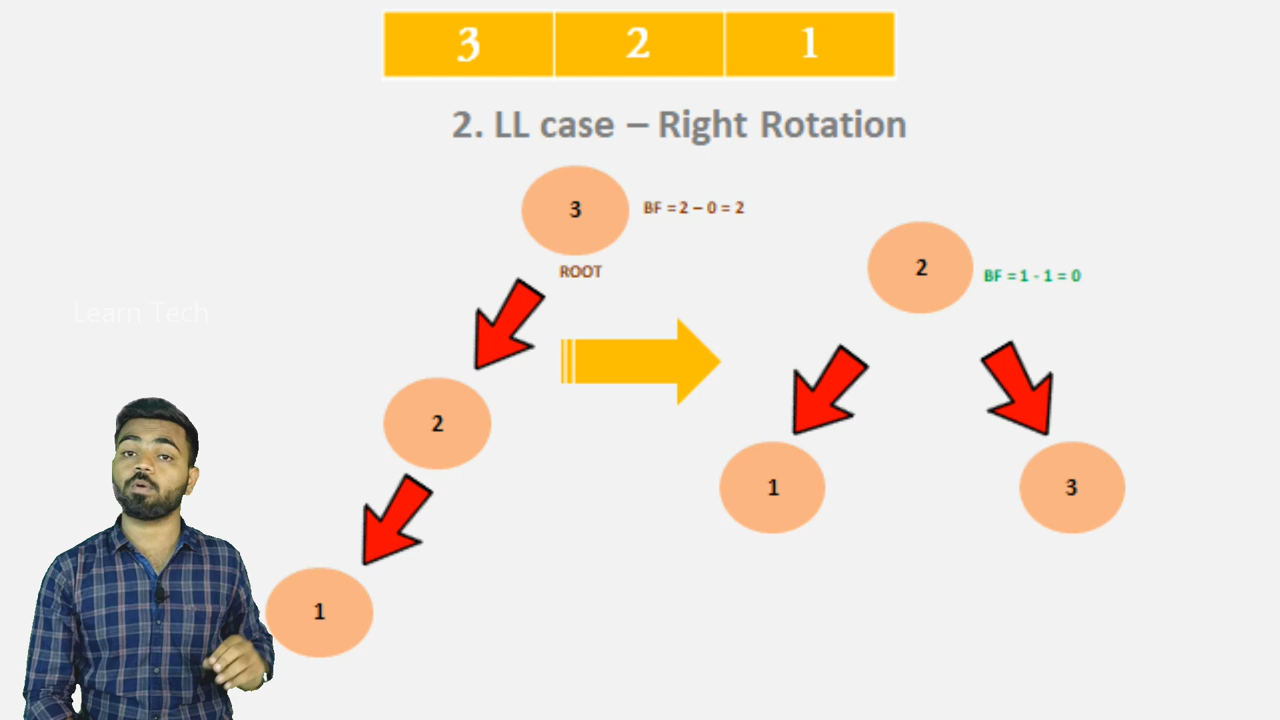 3 2 1
2. LL case – Right Rotation
3
BF = 2 – 0 = 2
ROOT
2
BF = 1 - 1 = 0
Learn Tech
2
1
3
1